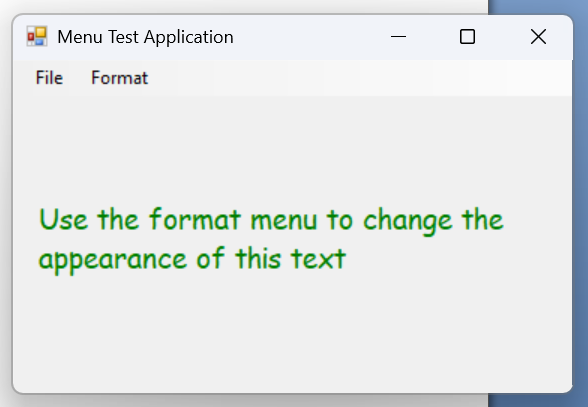 Menu Test Application
File Format
Use the format menu to change the
appearance of this text